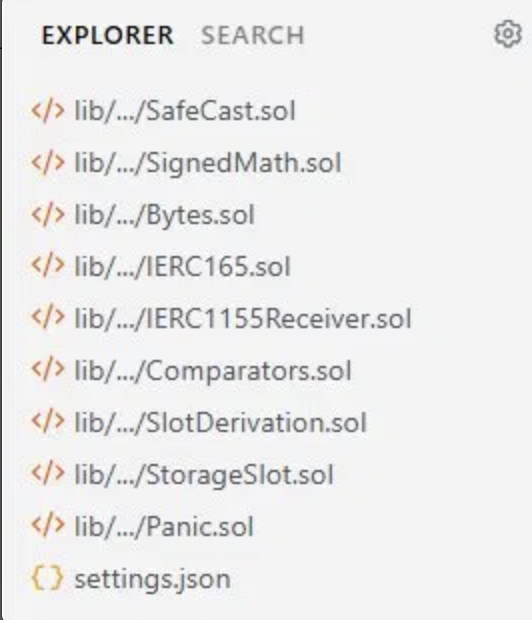 EXPLORER SEARCH
</> lib/.../SafeCast.sol
</> lib/.../SignedMath.sol
</> lib/.../Bytes.sol
</> lib/.../IERC165.sol
</> lib/.../IERC1155Receiver.sol
</> lib/.../Comparators.sol
</> lib/.../SlotDerivation.sol
</> lib/.../StorageSlot.sol
</> lib/.../Panic.sol
{} settings.json